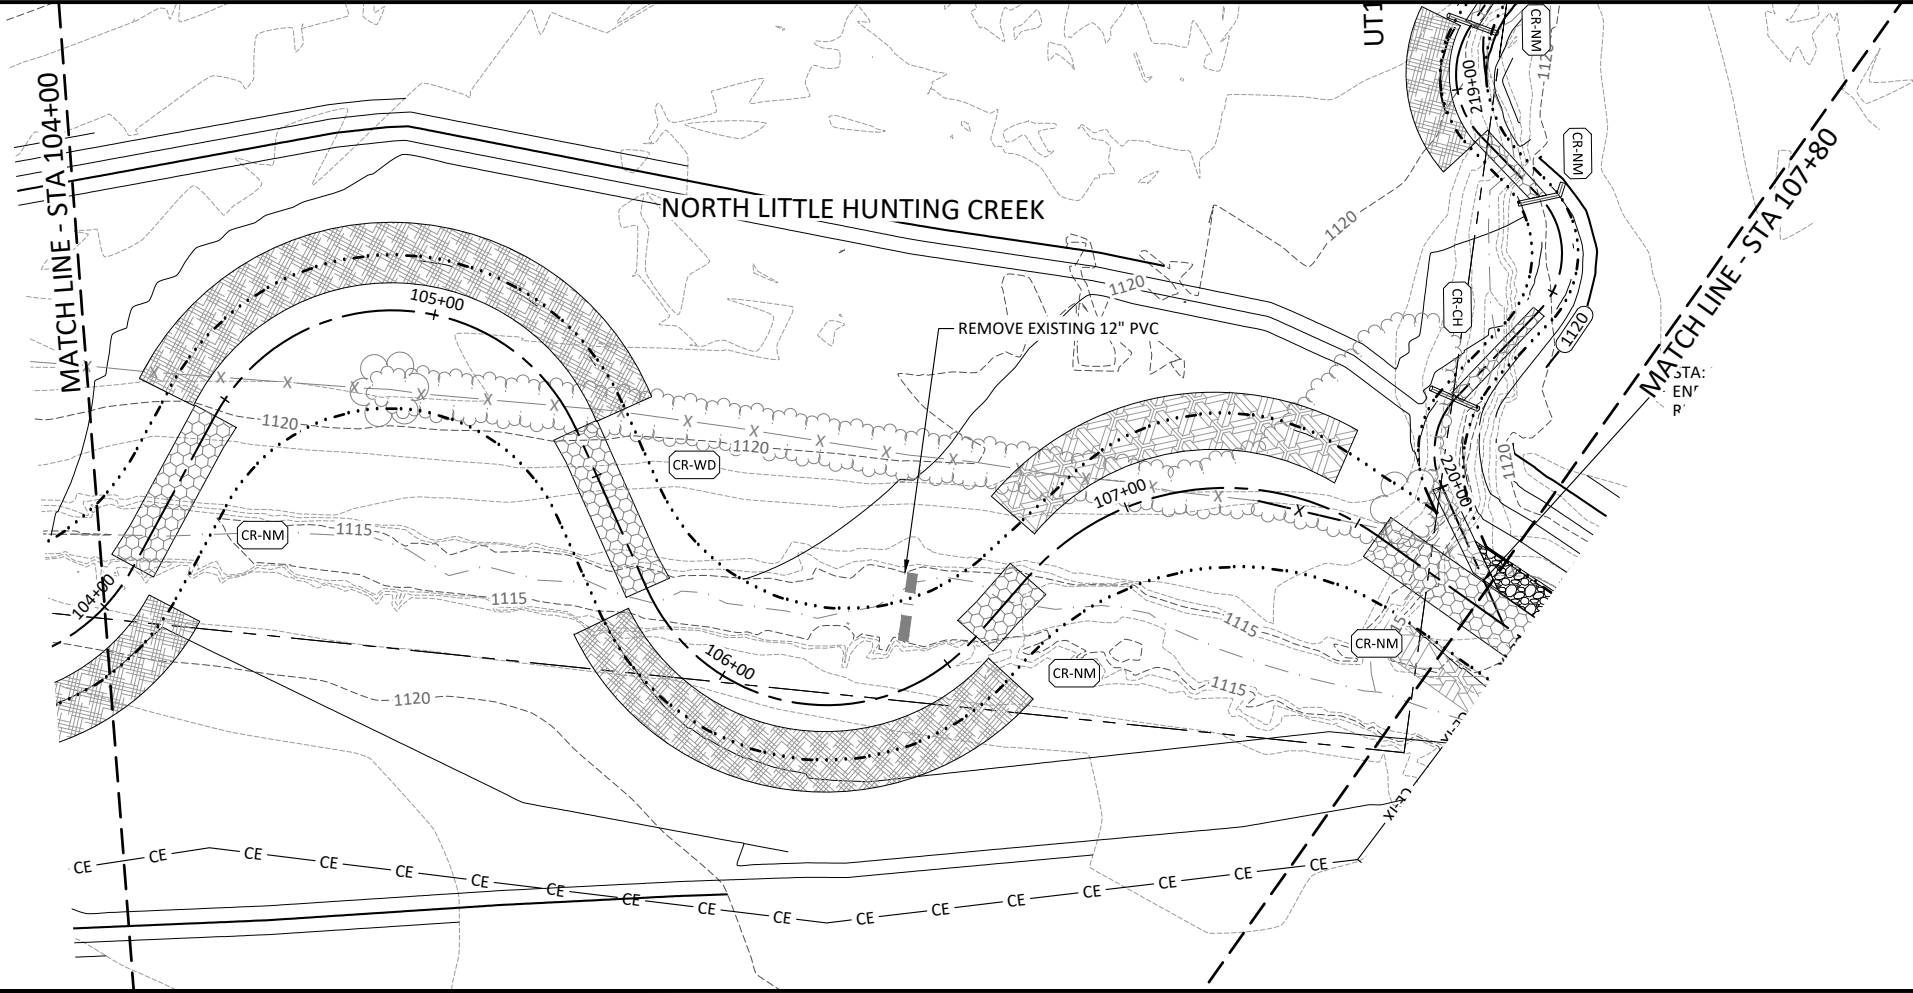 MATCH LINE - STA 104+00
UT1
CR-NM
219+00
CR-NM
MATCH LINE - STA 107+80
NORTH LITTLE HUNTING CREEK
1120
1120
105+00
CR-CH
1120
REMOVE EXISTING 12" PVC
STA:
X X X X X X X X X X X X X X
1120
1120
CR-WD
1120
220+00
107+00
CR-NM
1115
104+00
1115
1115
CR-NM
106+00
CR-NM
1115
1120
CE CE CE CE CE CE CE CE CE CE CE CE CE CE CE CE CE